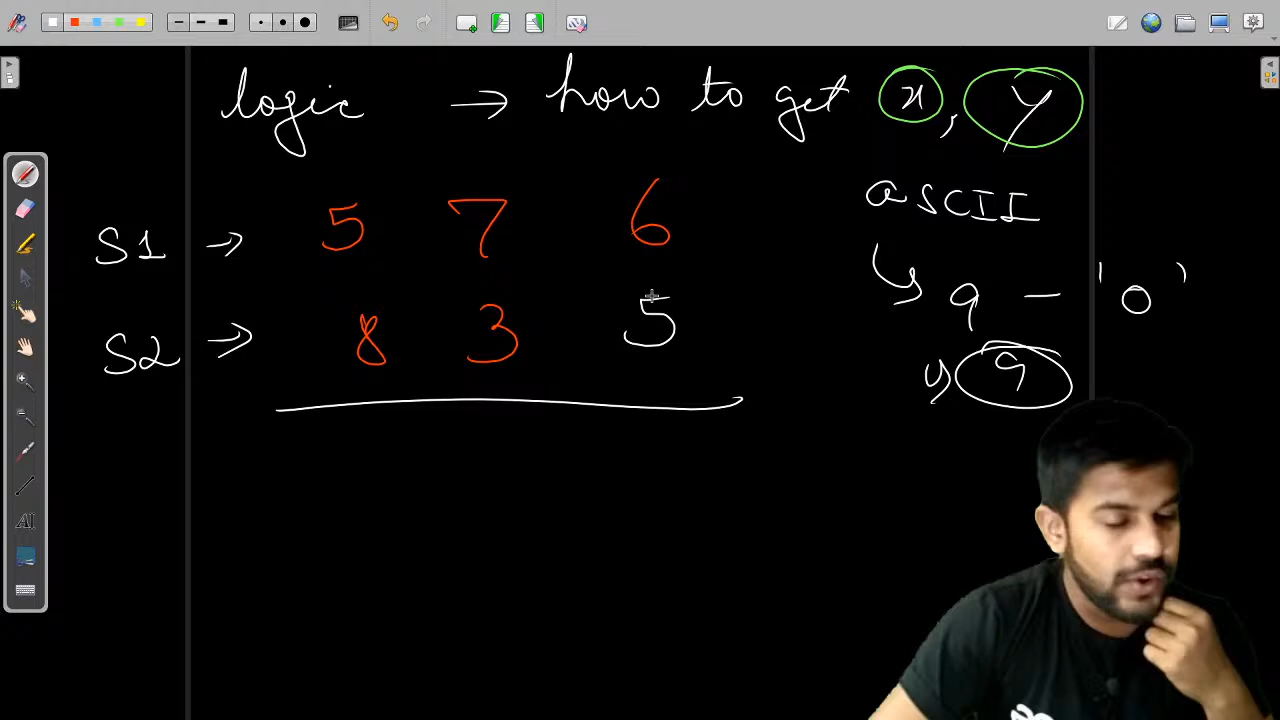 logic → how to get x, y
S1 → 5 7 6
S2 → 8 3 5
ASCII
↳ 9 - '0'
↳ 9